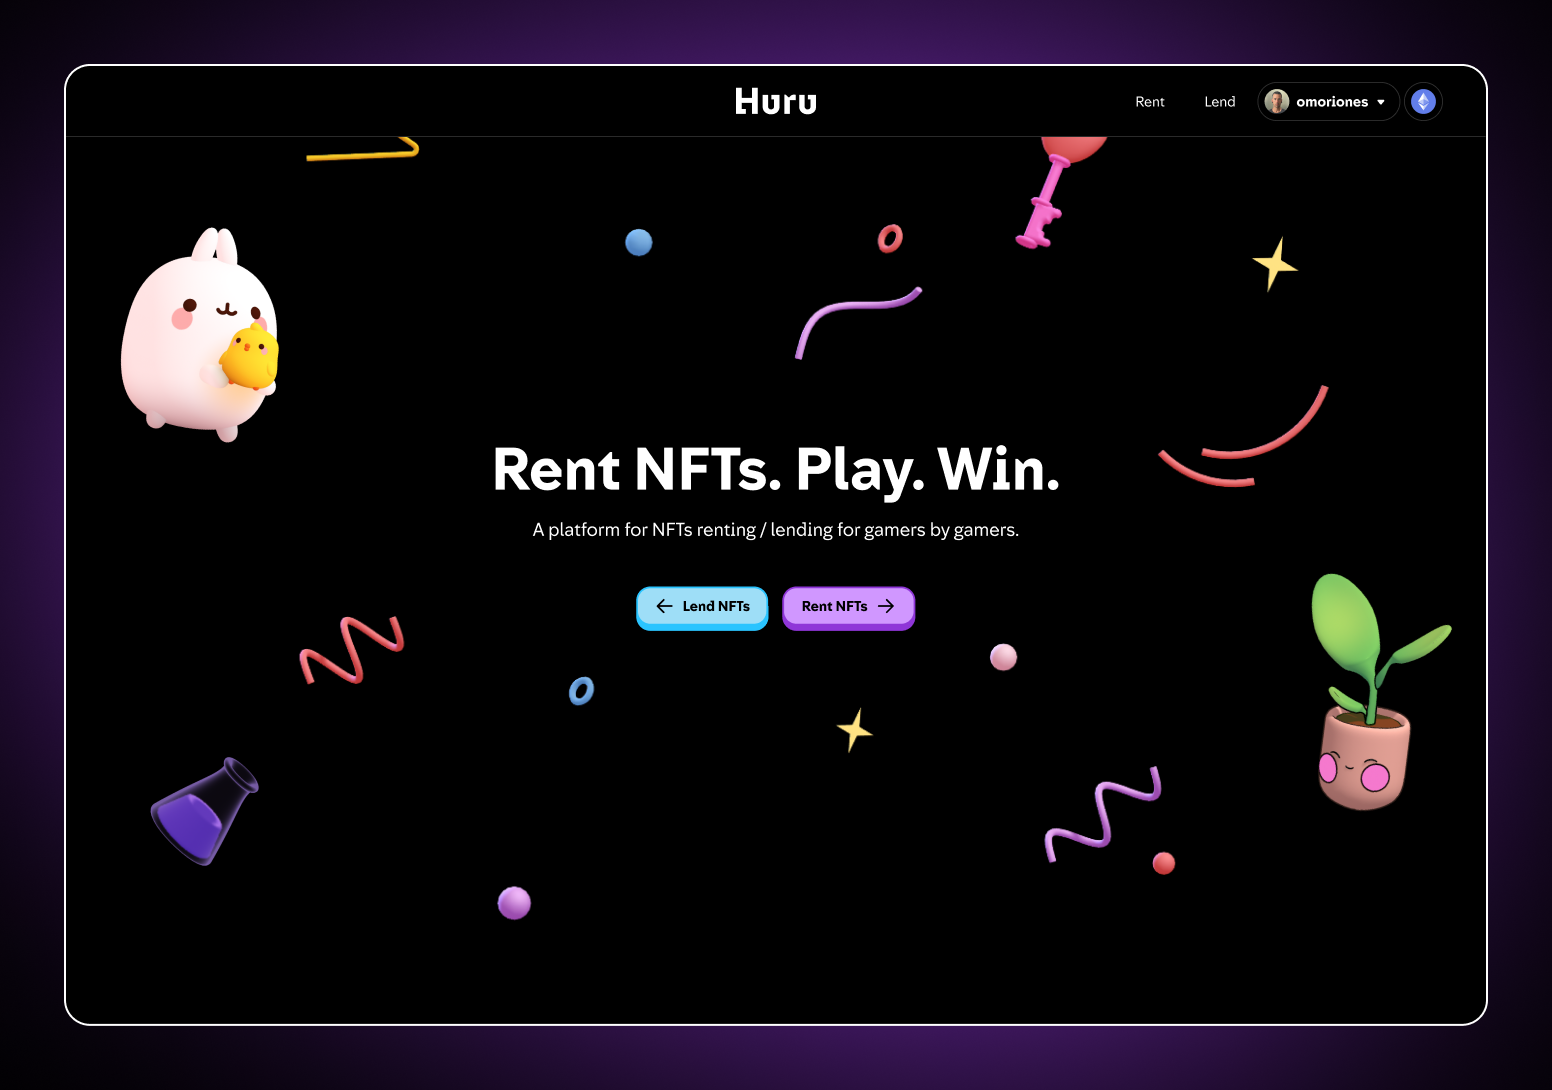 Huru
Rent
Lend
omoriones
Rent NFTs. Play. Win.
A platform for NFTs renting / lending for gamers by gamers.
Lend NFTs
Rent NFTs